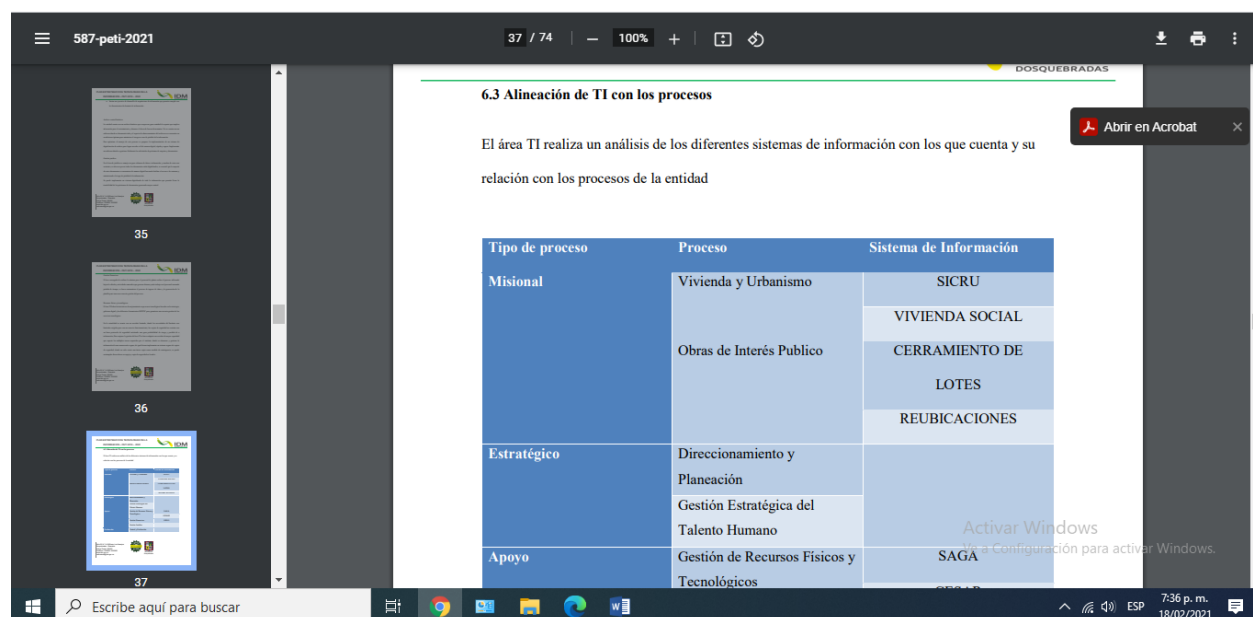 587-peti-2021
37 / 74
100%
DOSQUEBRADAS
6.3 Alineación de TI con los procesos
Abrir en Acrobat
El área TI realiza un análisis de los diferentes sistemas de información con los que cuenta y su
relación con los procesos de la entidad
35
36
37
Tipo de proceso Proceso Sistema de Información
Misional Vivienda y Urbanismo SICRU
VIVIENDA SOCIAL
Obras de Interés Publico CERRAMIENTO DE
LOTES
REUBICACIONES
Estratégico Direccionamiento y
Planeación
Gestión Estratégica del
Talento Humano
Apoyo Gestión de Recursos Físicos y SAGA
Tecnológicos
Activar Windows
Ve a Configuración para activar Windows.
Escribe aquí para buscar
ESP
7:36 p. m.
18/02/2021